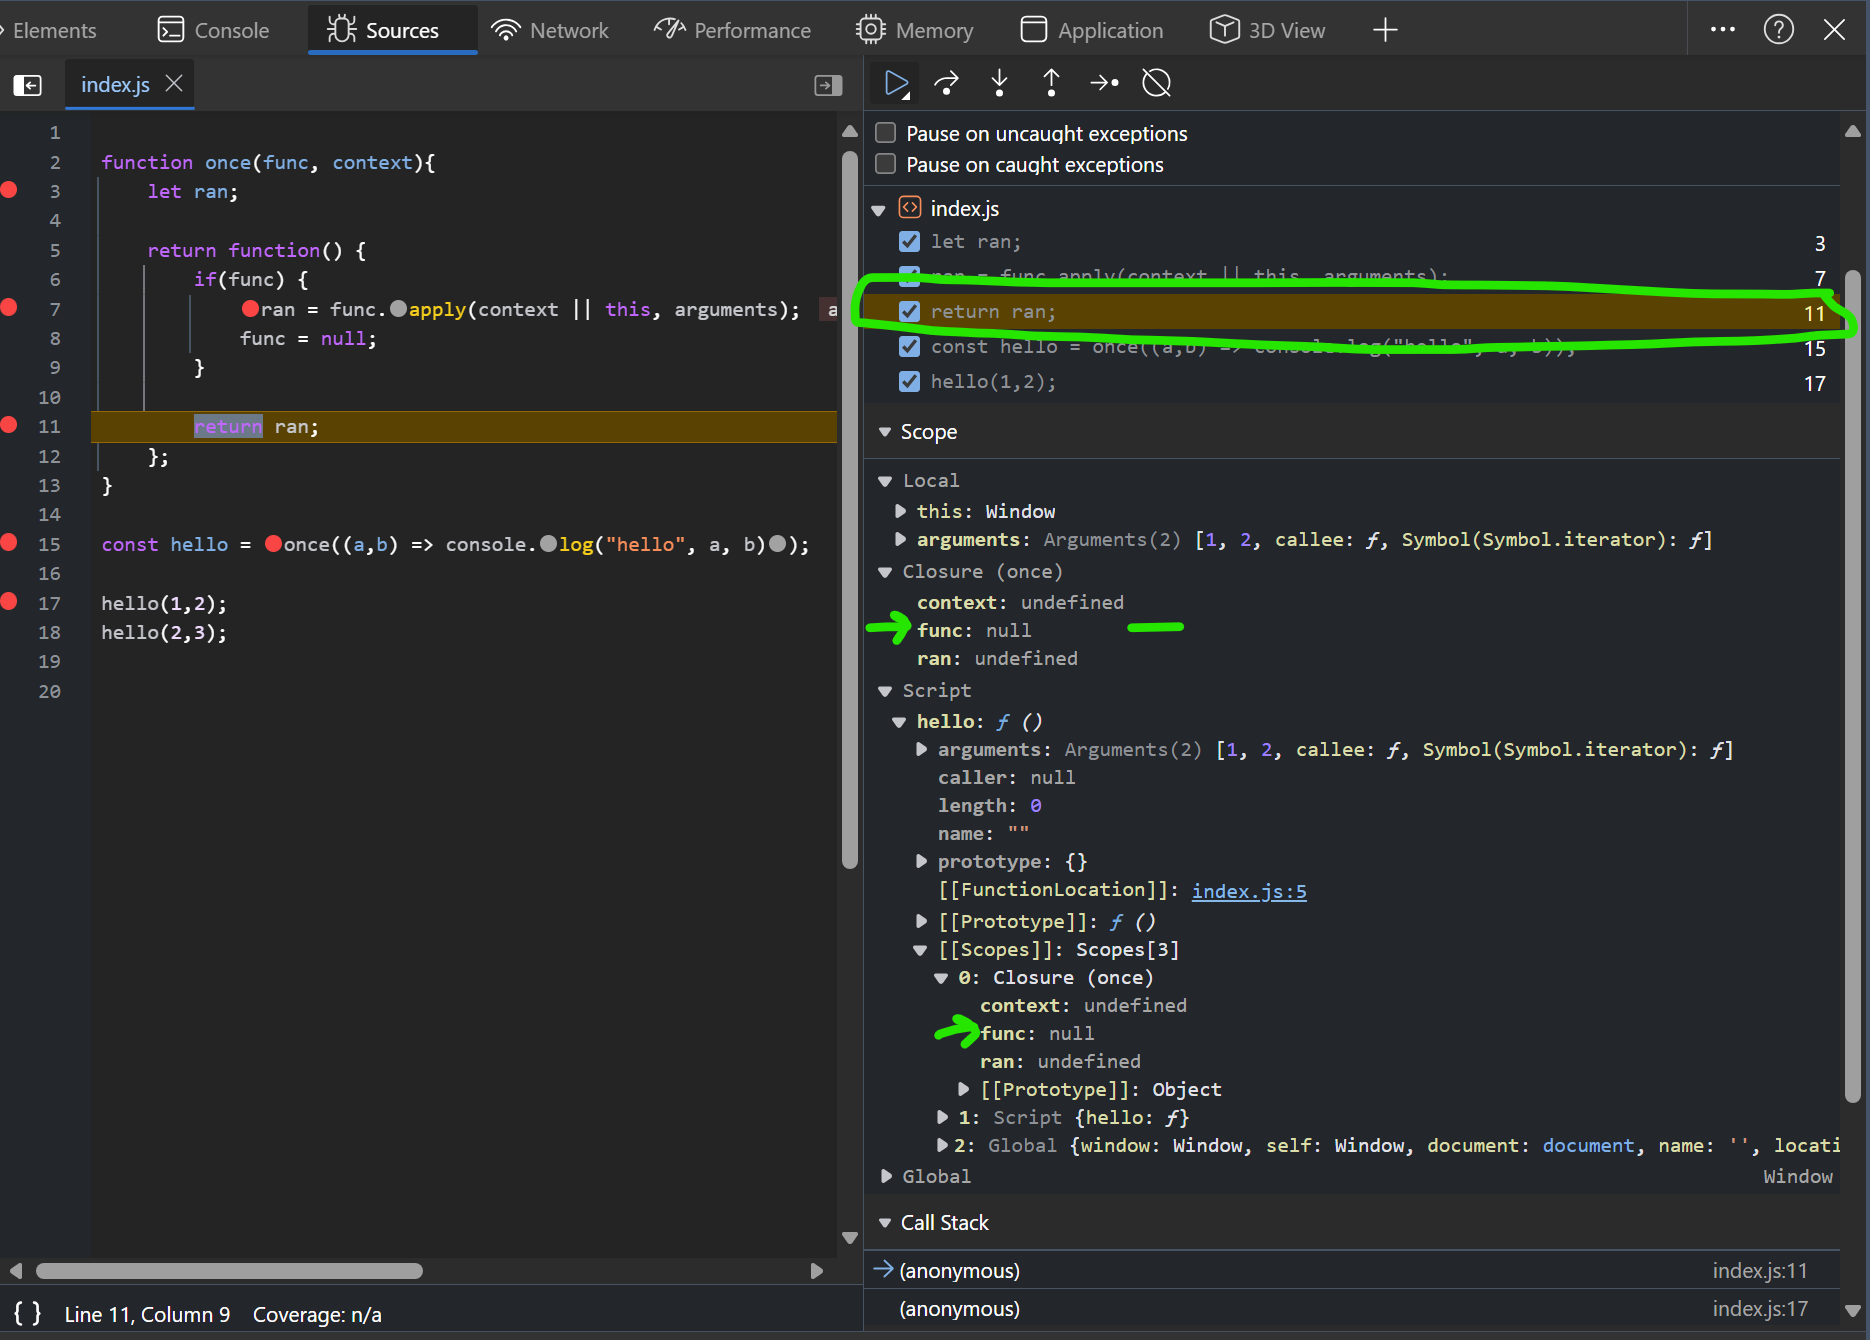 Elements Console Sources Network Performance Memory Application 3D View
index.js
1
2 function once(func, context){
3 let ran;
4
5 return function() {
6 if(func) {
7 ran = func.apply(context || this, arguments); a
8 func = null;
9 }
10
11 return ran;
12 };
13 }
14
15 const hello = once((a,b) => console.log("hello", a, b));
16
17 hello(1,2);
18 hello(2,3);
19
20
{ } Line 11, Column 9 Coverage: n/a
Pause on uncaught exceptions
Pause on caught exceptions
index.js
let ran; 3
ran = func.apply(context || this, arguments); 7
return ran; 11
const hello = once((a,b) => console.log("hello", a, b)); 15
hello(1,2); 17
Scope
Local
this: Window
arguments: Arguments(2) [1, 2, callee: ƒ, Symbol(Symbol.iterator): ƒ]
Closure (once)
context: undefined
func: null
ran: undefined
Script
hello: ƒ ()
arguments: Arguments(2) [1, 2, callee: ƒ, Symbol(Symbol.iterator): ƒ]
caller: null
length: 0
name: ""
prototype: {}
[[FunctionLocation]]: index.js:5
[[Prototype]]: ƒ ()
[[Scopes]]: Scopes[3]
0: Closure (once)
context: undefined
func: null
ran: undefined
[[Prototype]]: Object
1: Script {hello: ƒ}
2: Global {window: Window, self: Window, document: document, name: '', locati
Global Window
Call Stack
(anonymous) index.js:11
(anonymous) index.js:17